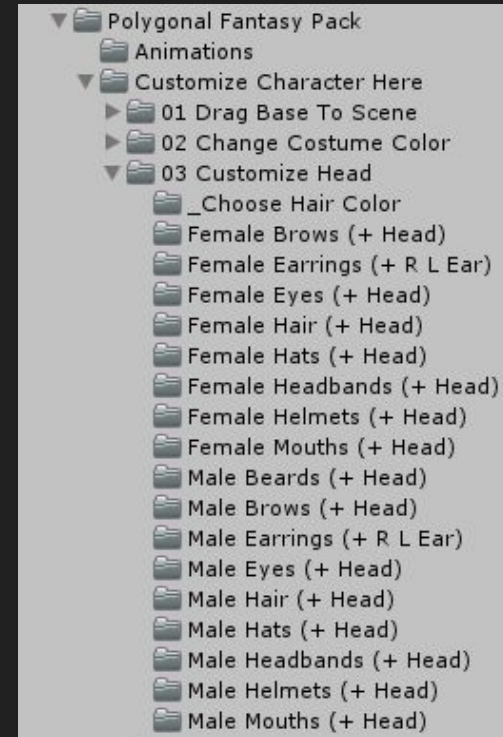 Polygonal Fantasy Pack
Animations
Customize Character Here
01 Drag Base To Scene
02 Change Costume Color
03 Customize Head
_Choose Hair Color
Female Brows (+ Head)
Female Earrings (+ R L Ear)
Female Eyes (+ Head)
Female Hair (+ Head)
Female Hats (+ Head)
Female Headbands (+ Head)
Female Helmets (+ Head)
Female Mouths (+ Head)
Male Beards (+ Head)
Male Brows (+ Head)
Male Earrings (+ R L Ear)
Male Eyes (+ Head)
Male Hair (+ Head)
Male Hats (+ Head)
Male Headbands (+ Head)
Male Helmets (+ Head)
Male Mouths (+ Head)